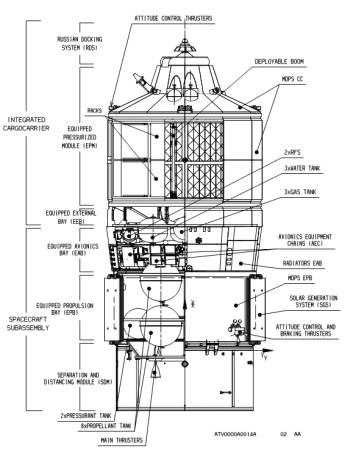 ATTITUDE CONTROL THRUSTERS
RUSSIAN DOCKING
SYSTEM (RDS)
DEPLOYABLE BOOM
MOPS CC
RACKS
INTEGRATED
CARGOCARRIER
EQUIPPED
PRESSURIZED
MODULE (EPM)
2xRFS
3xWATER TANK
3xGAS TANK
EQUIPPED EXTERNAL
BAY (EEB)
AVIONICS EQUIPMENT
CHAINS (AEC)
EQUIPPED AVIONICS
BAY (EAB)
RADIATORS EAB
MOPS EPB
SOLAR GENERATION
SYSTEM (SGS)
EQUIPPED PROPULSION
BAY (EPB)
SPACECRAFT
SUBASSEMBLY
ATTITUDE CONTROL AND
BRAKING THRUSTERS
X
Y
SEPARATION AND
DISTANCING MODULE (SDM)
2xPRESSURANT TANK
8xPROPELLANT TANK
MAIN THRUSTERS
ATV0000A0014A 02 AA